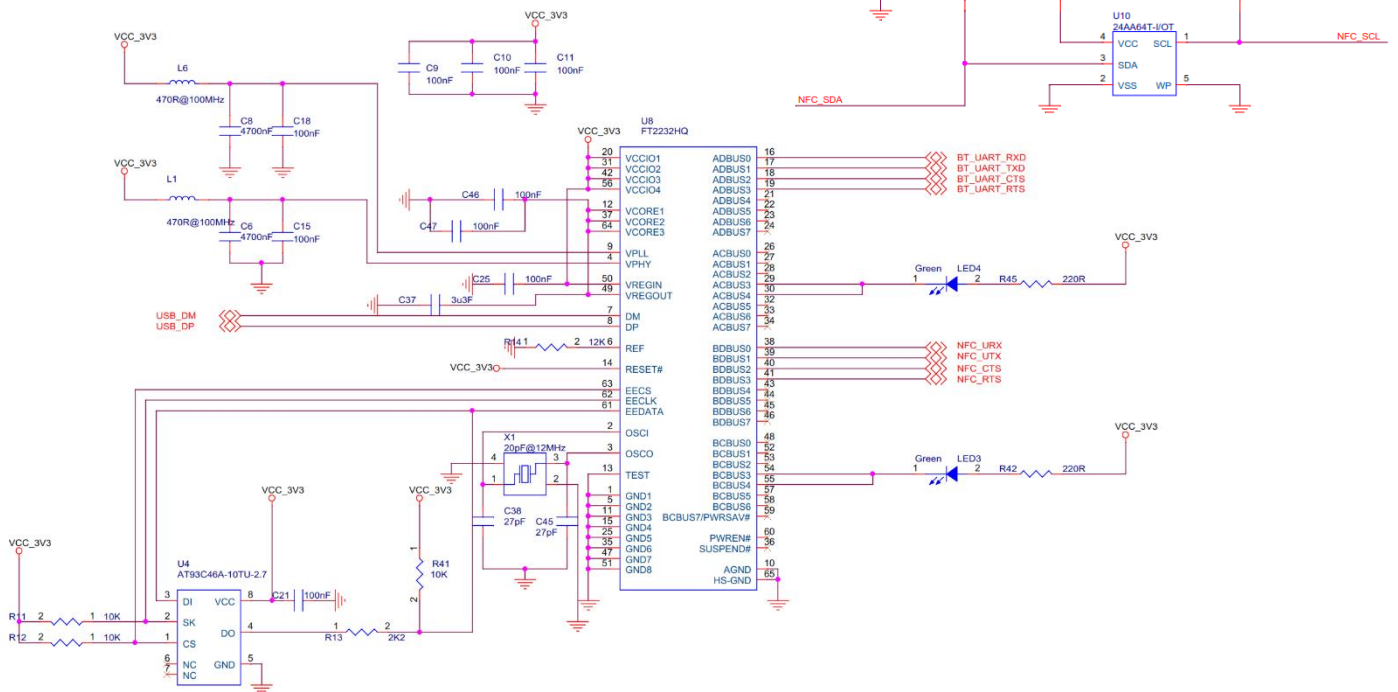 VCC_3V3
L6
470R@100MHz
C8
4700nF
C18
100nF
VCC_3V3
C9
100nF
C10
100nF
C11
100nF
U10
24AA64T-I/OT
4 VCC SCL 1
3 SDA
2 VSS WP 5
NFC_SCL
NFC_SDA
VCC_3V3
L1
470R@100MHz
C6
4700nF
C15
100nF
C46 100nF
C47 100nF
C25 100nF
C37 3u3F
USB_DM
USB_DP
R14 1 2 12K
VCC_3V3
VCC_3V3
U8
FT2232HQ
20 VCCIO1
31 VCCIO2
42 VCCIO3
56 VCCIO4
12 VCORE1
37 VCORE2
64 VCORE3
9 VPLL
4 VPHY
50 VREGIN
49 VREGOUT
7 DM
8 DP
6 REF
14 RESET#
63 EECS
62 EECLK
61 EEDATA
2 OSCI
3 OSCO
13 TEST
1 GND1
5 GND2
11 GND3
15 GND4
25 GND5
35 GND6
47 GND7
51 GND8
ADBUS0 16
ADBUS1 17
ADBUS2 18
ADBUS3 19
ADBUS4 21
ADBUS5 22
ADBUS6 23
ADBUS7 24
ACBUS0 26
ACBUS1 27
ACBUS2 28
ACBUS3 29
ACBUS4 30
ACBUS5 32
ACBUS6 33
ACBUS7 34
BDBUS0 38
BDBUS1 39
BDBUS2 40
BDBUS3 41
BDBUS4 43
BDBUS5 44
BDBUS6 45
BDBUS7 46
BCBUS0 48
BCBUS1 52
BCBUS2 53
BCBUS3 54
BCBUS4 55
BCBUS5 57
BCBUS6 58
BCBUS7/PWRSAV# 59
PWREN# 60
SUSPEND# 36
AGND 10
HS-GND 65
BT_UART_RXD
BT_UART_TXD
BT_UART_CTS
BT_UART_RTS
VCC_3V3
Green LED4
1 2 R45 220R
NFC_URX
NFC_UTX
NFC_CTS
NFC_RTS
VCC_3V3
Green LED3
1 2 R42 220R
X1
20pF@12MHz
4 3
1 2
C38
27pF
C45
27pF
VCC_3V3
VCC_3V3
1
R41
10K
2
VCC_3V3
U4
AT93C46A-10TU-2.7
3 DI VCC 8
2 SK
DO 4
1 CS
6 NC GND 5
7 NC
C21 100nF
R11 2 1 10K
R12 2 1 10K
R13 1 2 2K2